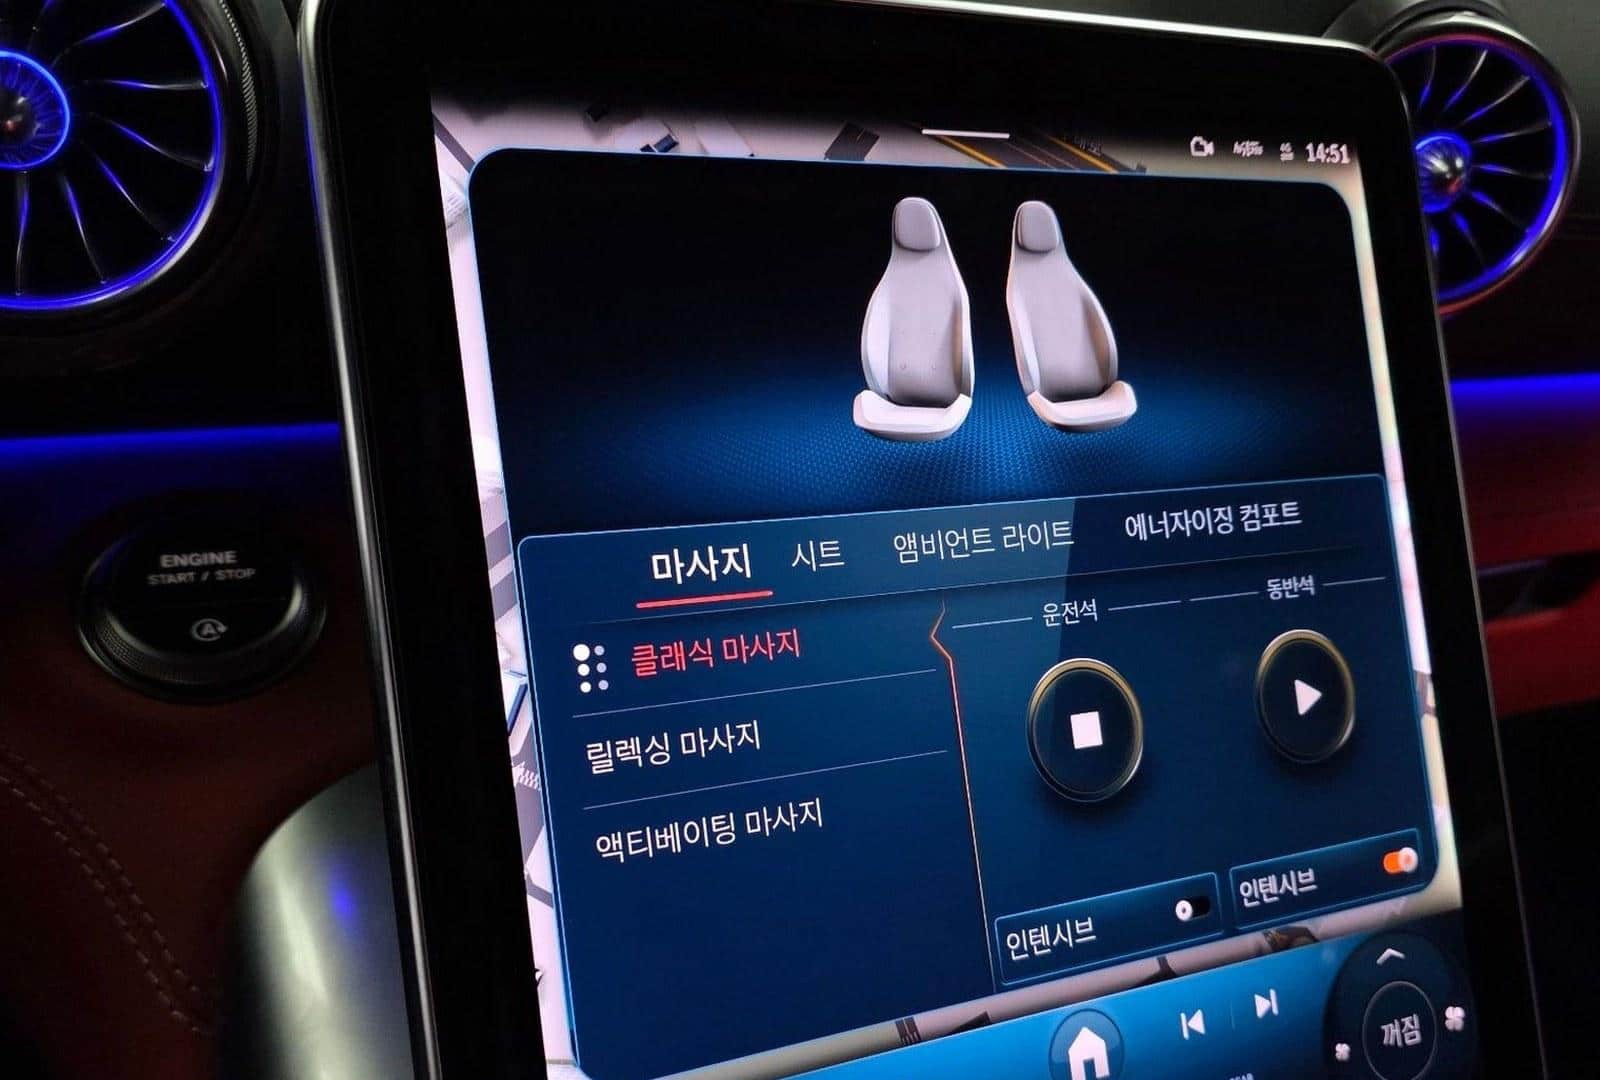 14:51
마사지 시트 앰비언트 라이트 에너자이징 컴포트
ENGINE
START / STOP
A
클래식 마사지
릴렉싱 마사지
액티베이팅 마사지
운전석 동반석
인텐시브 인텐시브
꺼짐